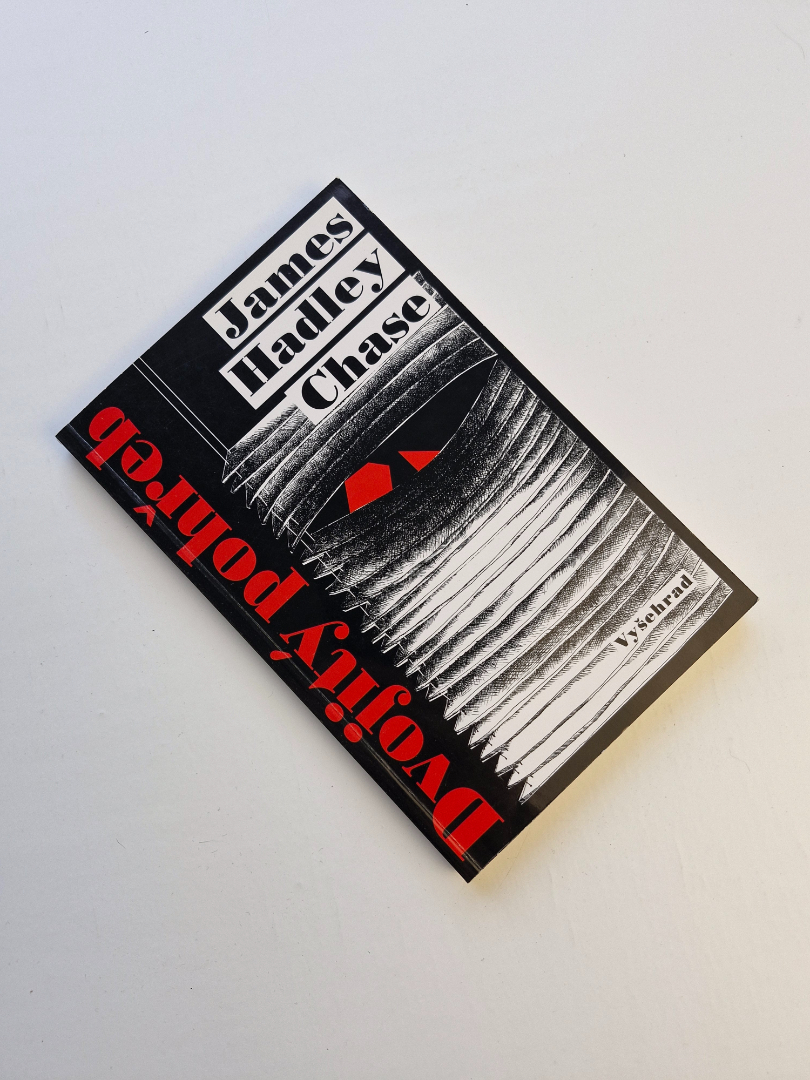 James
Hadley
Chase
Dvojitý pohřeb
Vyšehrad